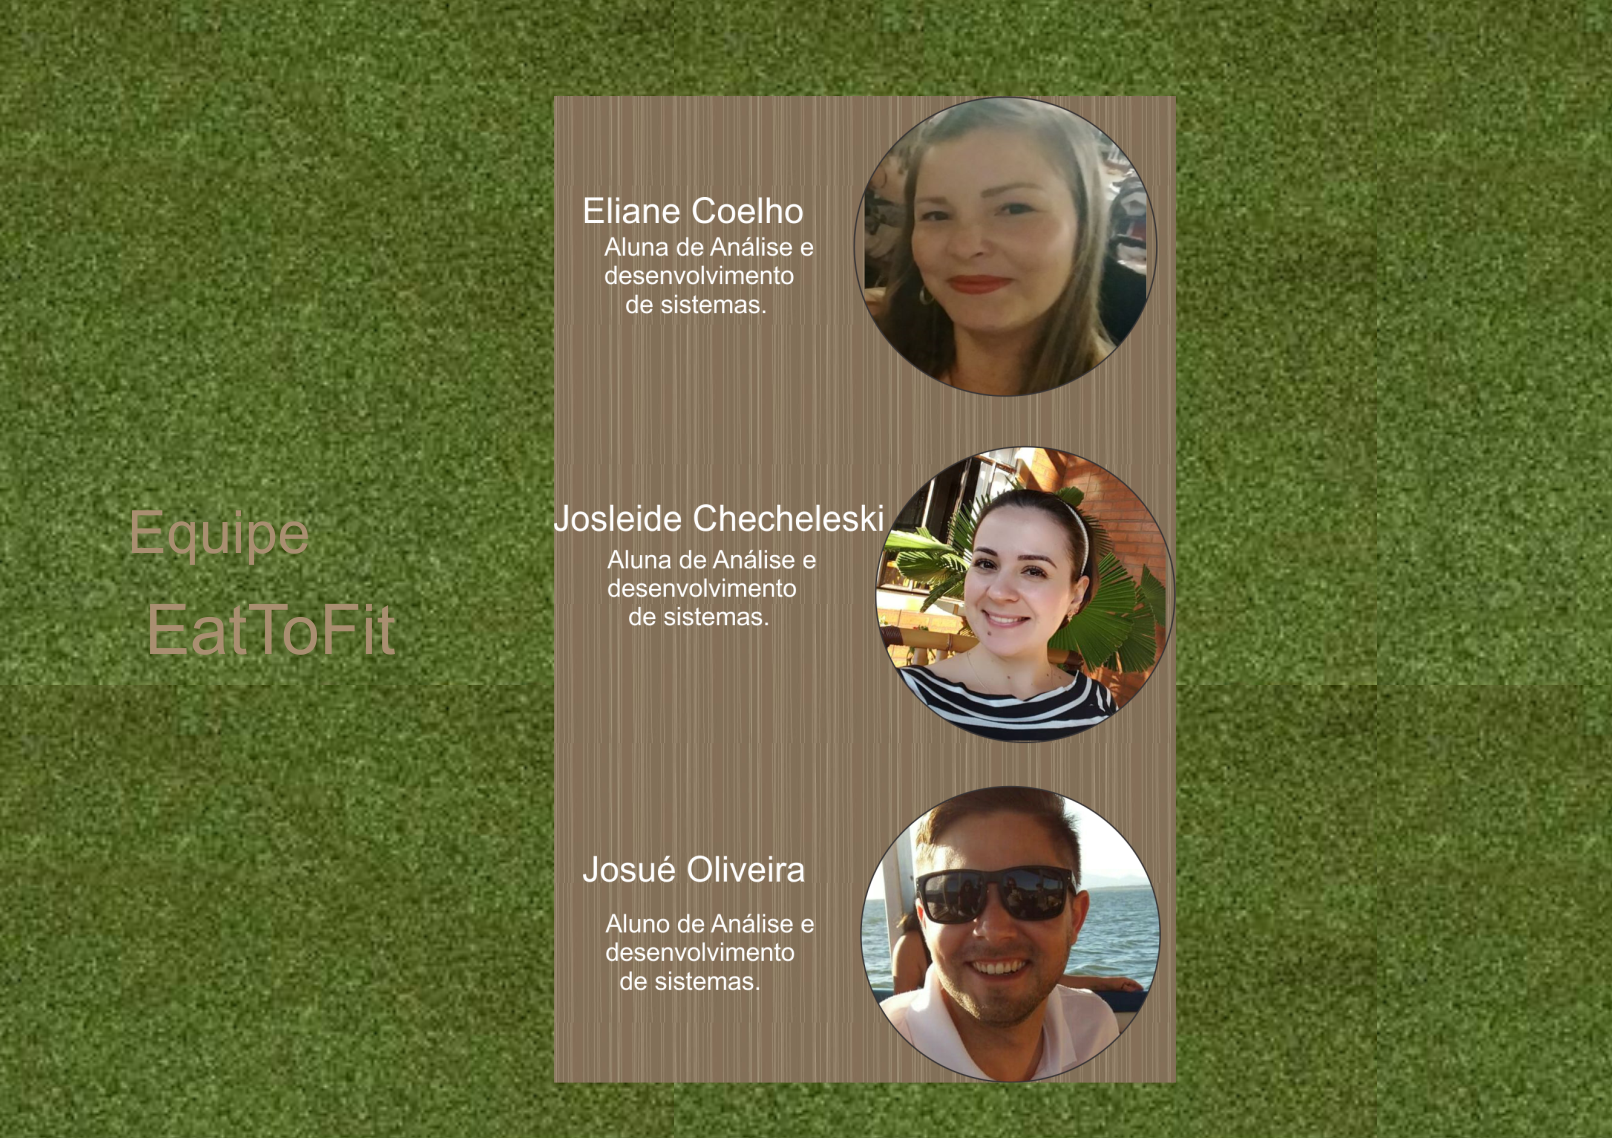 Equipe
EatToFit
Eliane Coelho
Aluna de Análise e
desenvolvimento
de sistemas.
Josleide Checheleski
Aluna de Análise e
desenvolvimento
de sistemas.
Josué Oliveira
Aluno de Análise e
desenvolvimento
de sistemas.